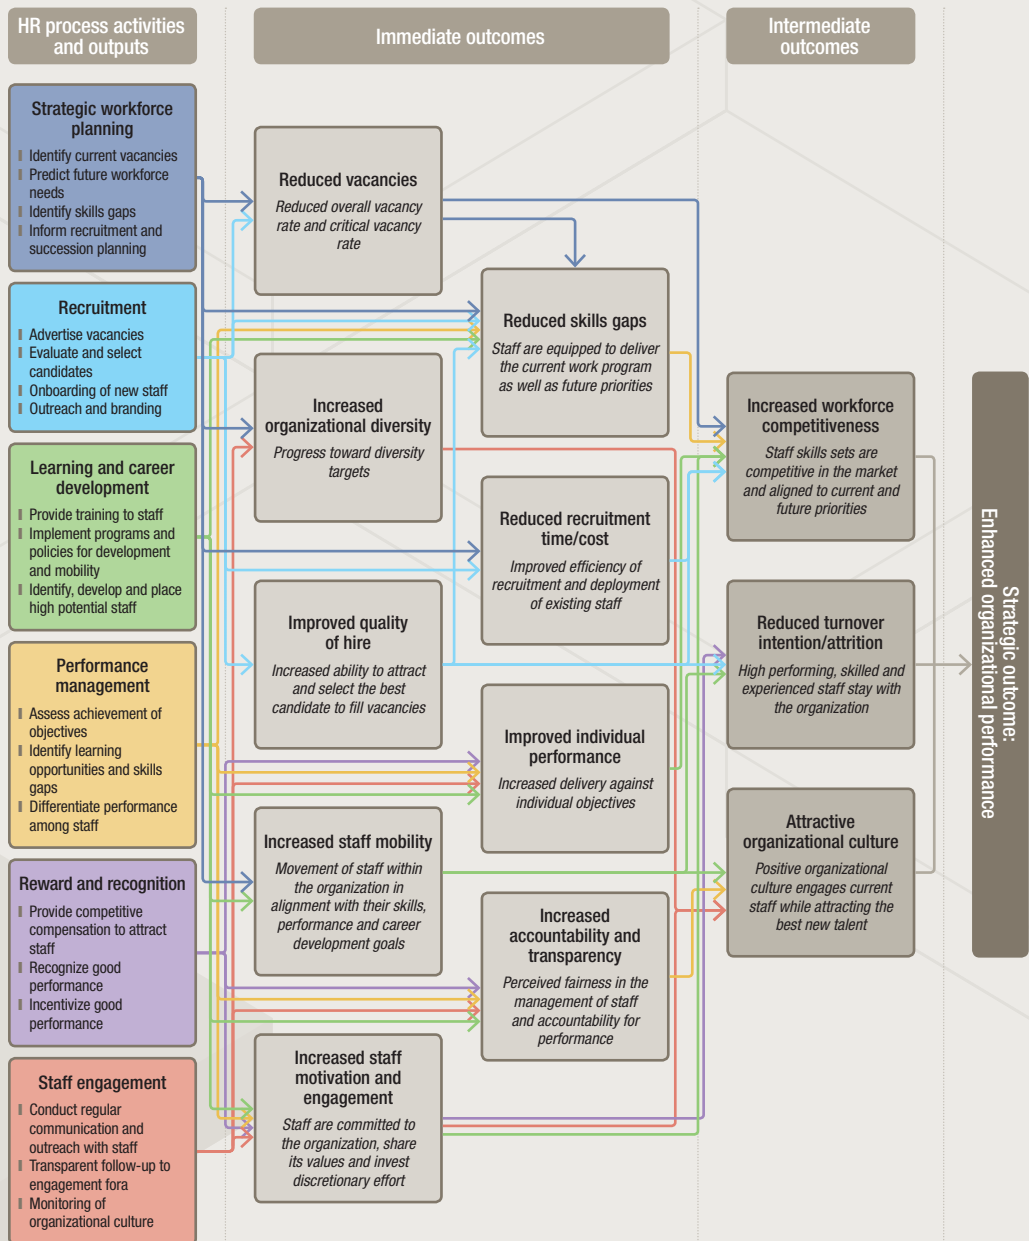 HR process activities
and outputs
Immediate outcomes
Intermediate
outcomes
Strategic workforce
planning
Identify current vacancies
Predict future workforce
needs
Identify skills gaps
Inform recruitment and
succession planning
Recruitment
Advertise vacancies
Evaluate and select
candidates
Onboarding of new staff
Outreach and branding
Learning and career
development
Provide training to staff
Implement programs and
policies for development
and mobility
Identify, develop and place
high potential staff
Performance
management
Assess achievement of
objectives
Identify learning
opportunities and skills
gaps
Differentiate performance
among staff
Reward and recognition
Provide competitive
compensation to attract
staff
Recognize good
performance
Incentivize good
performance
Staff engagement
Conduct regular
communication and
outreach with staff
Transparent follow-up to
engagement fora
Monitoring of
organizational culture
Reduced vacancies
Reduced overall vacancy
rate and critical vacancy
rate
Increased
organizational diversity
Progress toward diversity
targets
Improved quality
of hire
Increased ability to attract
and select the best
candidate to fill vacancies
Increased staff mobility
Movement of staff within
the organization in
alignment with their skills,
performance and career
development goals
Increased staff
motivation and
engagement
Staff are committed to
the organization, share
its values and invest
discretionary effort
Reduced skills gaps
Staff are equipped to deliver
the current work program
as well as future priorities
Reduced recruitment
time/cost
Improved efficiency of
recruitment and deployment
of existing staff
Improved individual
performance
Increased delivery against
individual objectives
Increased
accountability and
transparency
Perceived fairness in the
management of staff
and accountability for
performance
Increased workforce
competitiveness
Staff skills sets are
competitive in the market
and aligned to current and
future priorities
Reduced turnover
intention/attrition
High performing, skilled and
experienced staff stay with
the organization
Attractive
organizational culture
Positive organizational
culture engages current
staff while attracting the
best new talent
Strategic outcome:
Enhanced organizational performance